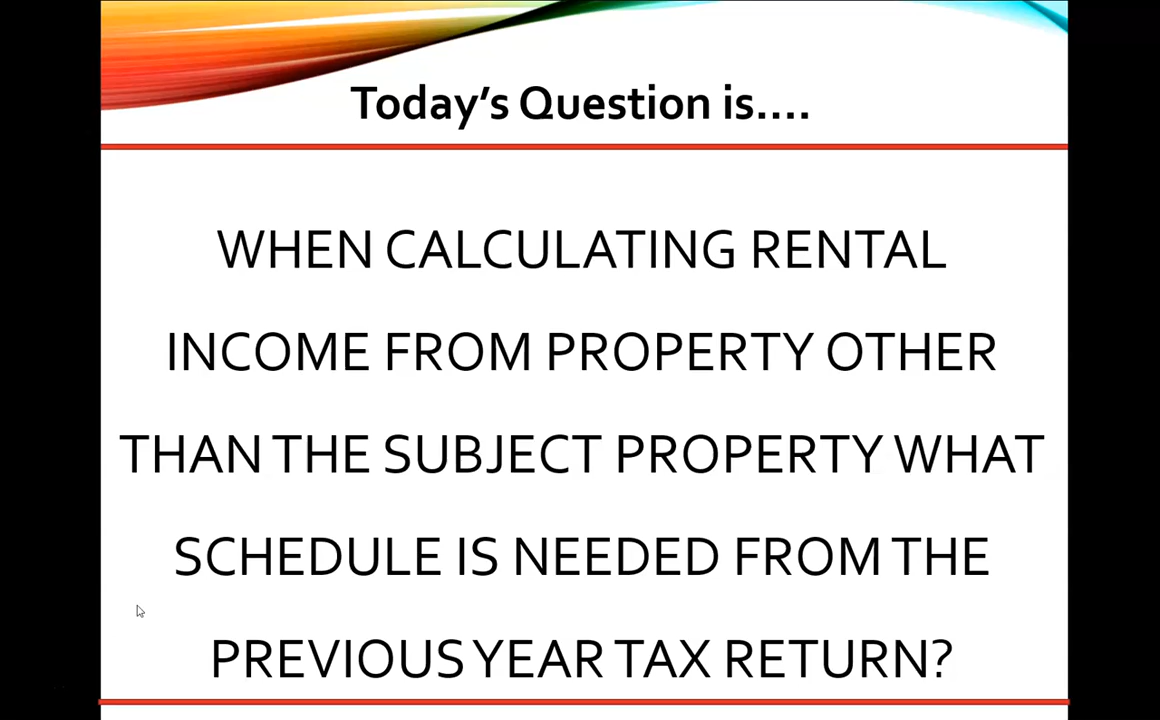 Today's Question is....
WHEN CALCULATING RENTAL
INCOME FROM PROPERTY OTHER
THAN THE SUBJECT PROPERTY WHAT
SCHEDULE IS NEEDED FROM THE
PREVIOUS YEAR TAX RETURN?